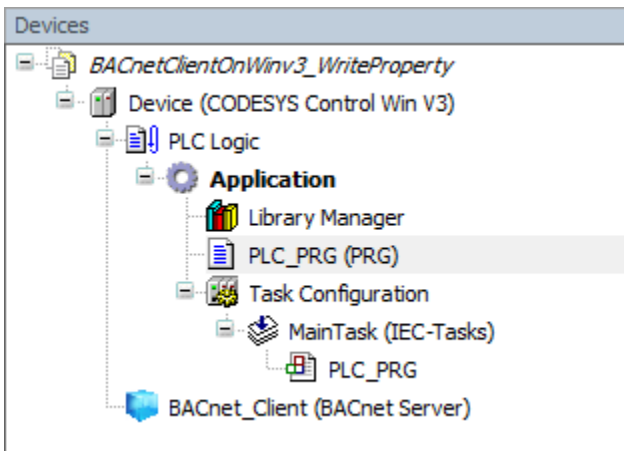 Devices
BACnetClientOnWinv3_WriteProperty
Device (CODESYS Control Win V3)
PLC Logic
Application
Library Manager
PLC_PRG (PRG)
Task Configuration
MainTask (IEC-Tasks)
PLC_PRG
BACnet_Client (BACnet Server)